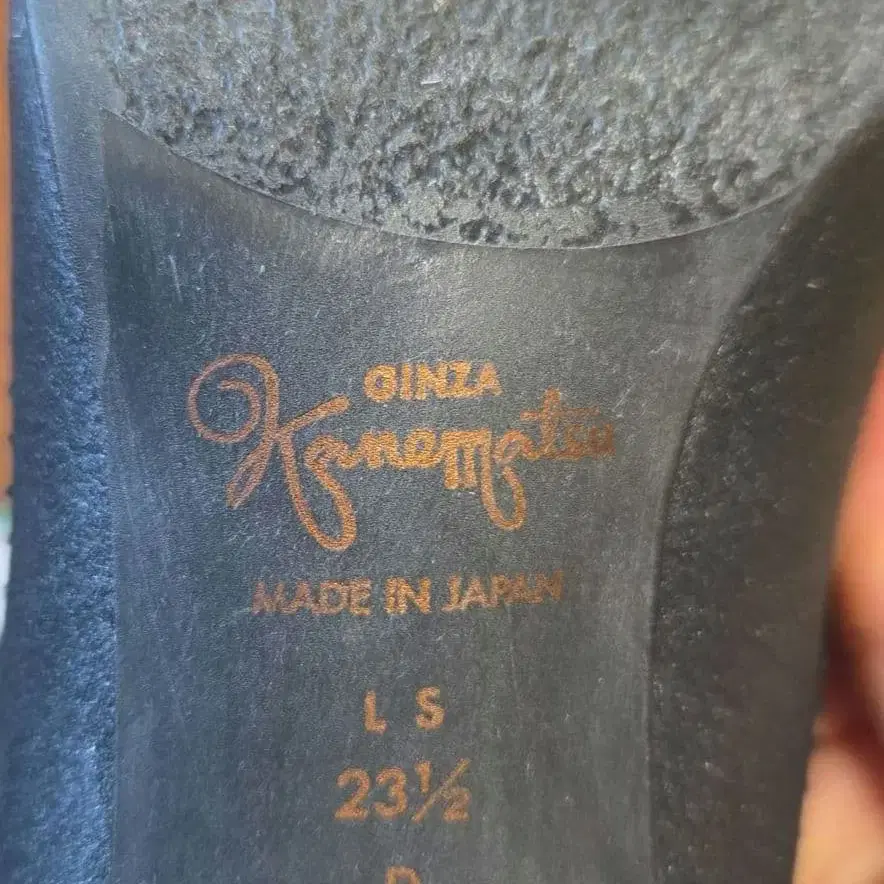 GINZA
Kanematsu
MADE IN JAPAN
L S
23½
D